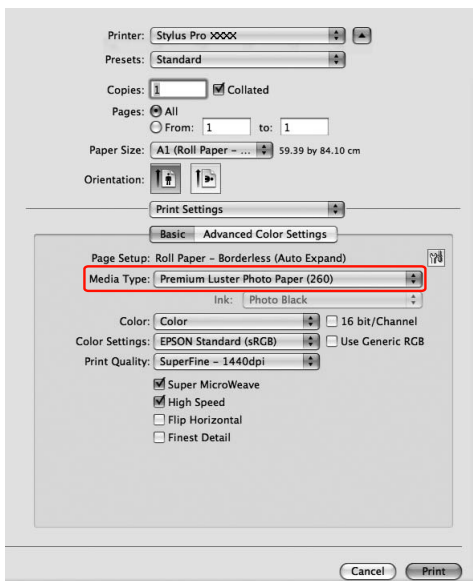 Printer: Stylus Pro XXXX
Presets: Standard
Copies: 1 Collated
Pages: All
From: 1 to: 1
Paper Size: A1 (Roll Paper - ... 59.39 by 84.10 cm
Orientation:
Print Settings
Basic Advanced Color Settings
Page Setup: Roll Paper - Borderless (Auto Expand)
Media Type: Premium Luster Photo Paper (260)
Ink: Photo Black
Color: Color 16 bit/Channel
Color Settings: EPSON Standard (sRGB) Use Generic RGB
Print Quality: SuperFine - 1440dpi
Super MicroWeave
High Speed
Flip Horizontal
Finest Detail
Cancel Print